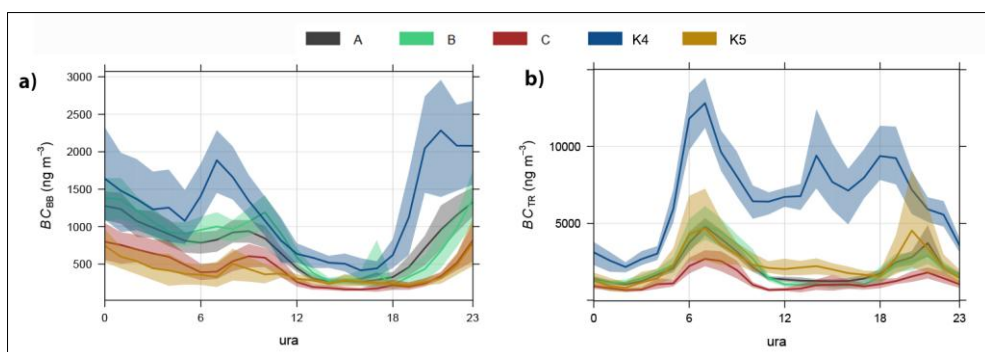 A B C K4 K5
a)
3000
2500
2000
1500
1000
500
BC_BB (ng m⁻³)
0 6 12 18 23
ura
b)
10000
5000
0
BC_TR (ng m⁻³)
0 6 12 18 23
ura